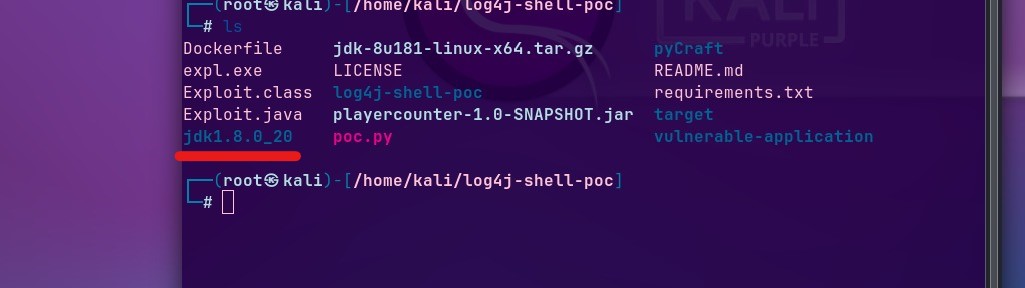 ┌──(root㉿kali)-[/home/kali/log4j-shell-poc]
└─# ls
Dockerfile jdk-8u181-linux-x64.tar.gz pyCraft
expl.exe LICENSE README.md
Exploit.class log4j-shell-poc requirements.txt
Exploit.java playercounter-1.0-SNAPSHOT.jar target
jdk1.8.0_20 poc.py vulnerable-application
┌──(root㉿kali)-[/home/kali/log4j-shell-poc]
└─#
KALI
PURPLE